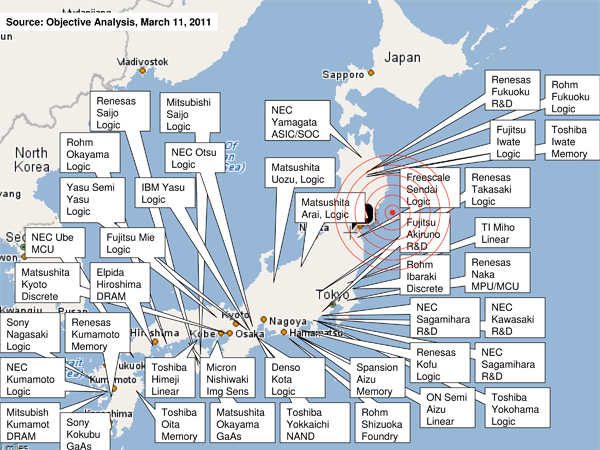 Source: Objective Analysis, March 11, 2011
Vladivostok
Japan
Sapporo
North
Korea
Renesas
Saijo
Logic
Mitsubishi
Saijo
Logic
NEC
Yamagata
ASIC/SOC
Renesas
Fukuoku
R&D
Rohm
Fukuoku
Logic
Fujitsu
Iwate
Logic
Toshiba
Iwate
Memory
Rohm
Okayama
Logic
NEC Otsu
Logic
Matsushita
Uozu, Logic
Matsushita
Arai, Logic
Freescale
Sendai
Logic
Renesas
Takasaki
Logic
Yasu Semi
Yasu
Logic
IBM Yasu
Logic
NEC Ube
MCU
Fujitsu Mie
Logic
Fujitsu
Akiruno
R&D
TI Miho
Linear
Matsushita
Kyoto
Discrete
Elpida
Hiroshima
DRAM
Rohm
Ibaraki
Discrete
Renesas
Naka
MPU/MCU
Tokyo
Sony
Nagasaki
Logic
Renesas
Kumamoto
Memory
Kyoto
Nagoya
Hiroshima
Kobe
Osaka
Hamamatsu
NEC
Sagamihara
R&D
NEC
Kawasaki
R&D
NEC
Kumamoto
Logic
Toshiba
Himeji
Linear
Micron
Nishiwaki
Img Sens
Denso
Kota
Logic
Spansion
Aizu
Memory
Renesas
Kofu
Logic
NEC
Sagamihara
R&D
Mitsubish
Kumamot
DRAM
Sony
Kokubu
GaAs
Toshiba
Oita
Memory
Matsushita
Okayama
GaAs
Toshiba
Yokkaichi
NAND
Rohm
Shizuoka
Foundry
ON Semi
Aizu
Linear
Toshiba
Yokohama
Logic